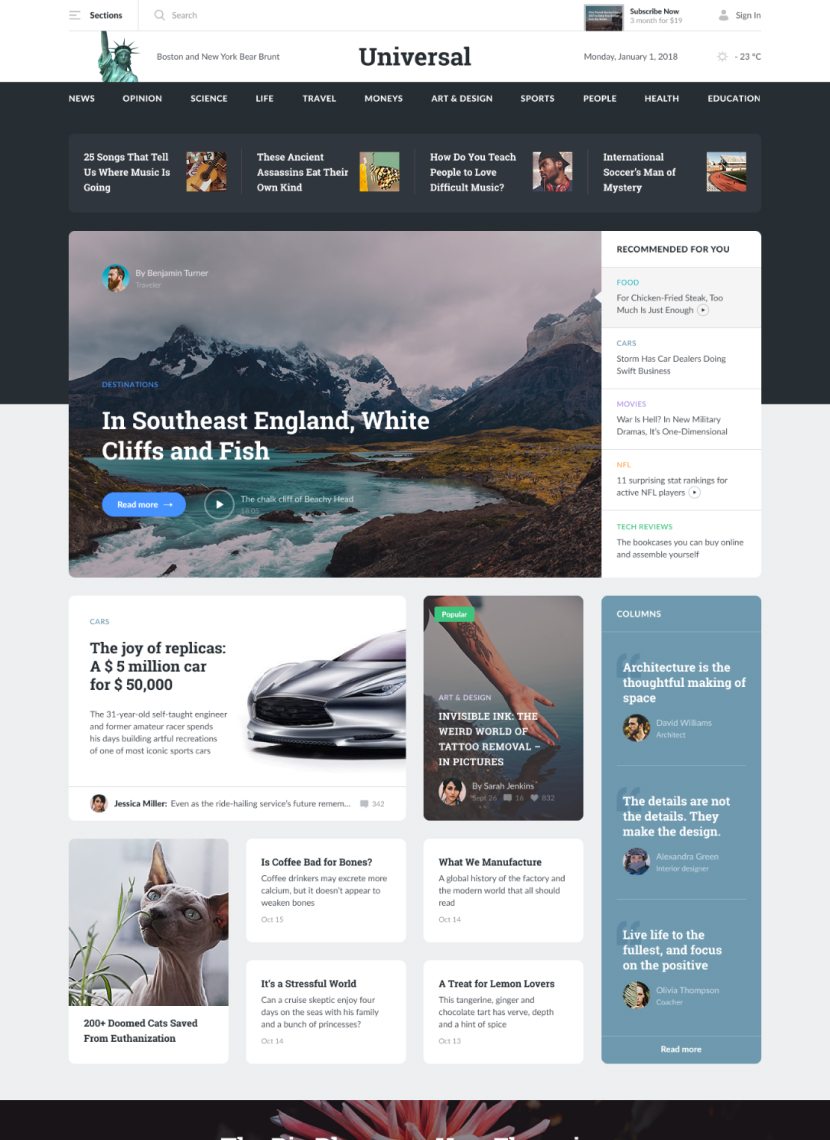 Sections
Search
Subscribe Now
3 month for $19
Sign In
Boston and New York Bear Brunt
Universal
Monday, January 1, 2018
- 23 °C
NEWS
OPINION
SCIENCE
LIFE
TRAVEL
MONEYS
ART & DESIGN
SPORTS
PEOPLE
HEALTH
EDUCATION
25 Songs That Tell
Us Where Music Is
Going
These Ancient
Assassins Eat Their
Own Kind
How Do You Teach
People to Love
Difficult Music?
International
Soccer's Man of
Mystery
By Benjamin Turner
Traveler
DESTINATIONS
In Southeast England, White
Cliffs and Fish
Read more →
The chalk cliff of Beachy Head
RECOMMENDED FOR YOU
FOOD
For Chicken-Fried Steak, Too
Much Is Just Enough
CARS
Storm Has Car Dealers Doing
Swift Business
MOVIES
War Is Hell? In New Military
Dramas, It's One-Dimensional
NFL
11 surprising stat rankings for
active NFL players
TECH REVIEWS
The bookcases you can buy online
and assemble yourself
CARS
The joy of replicas:
A $ 5 million car
for $ 50,000
The 31-year-old self-taught engineer
and former amateur racer spends
his days building artful recreations
of one of most iconic sports cars
Jessica Miller: Even as the ride-hailing service's future remem...
342
Popular
ART & DESIGN
INVISIBLE INK: THE
WEIRD WORLD OF
TATTOO REMOVAL –
IN PICTURES
By Sarah Jenkins
Sept 26
16
832
COLUMNS
Architecture is the
thoughtful making of
space
David Williams
Architect
The details are not
the details. They
make the design.
Alexandra Green
Interior designer
Live life to the
fullest, and focus
on the positive
Olivia Thompson
Coacher
Read more
200+ Doomed Cats Saved
From Euthanization
Is Coffee Bad for Bones?
Coffee drinkers may excrete more
calcium, but it doesn't appear to
weaken bones
Oct 15
What We Manufacture
A global history of the factory and
the modern world that all should
read
Oct 14
It's a Stressful World
Can a cruise skeptic enjoy four
days on the seas with his family
and a bunch of princesses?
Oct 14
A Treat for Lemon Lovers
This tangerine, ginger and
chocolate tart has verve, depth
and a hint of spice
Oct 13